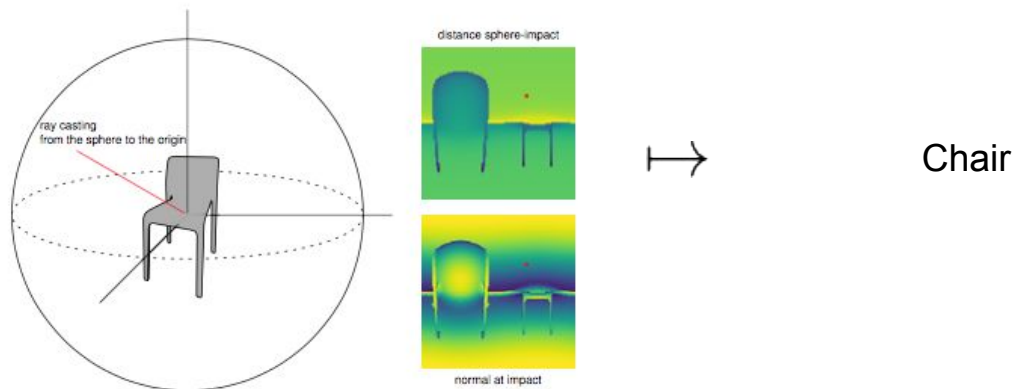 distance sphere-impact
ray casting
from the sphere to the origin
Chair
normal at impact